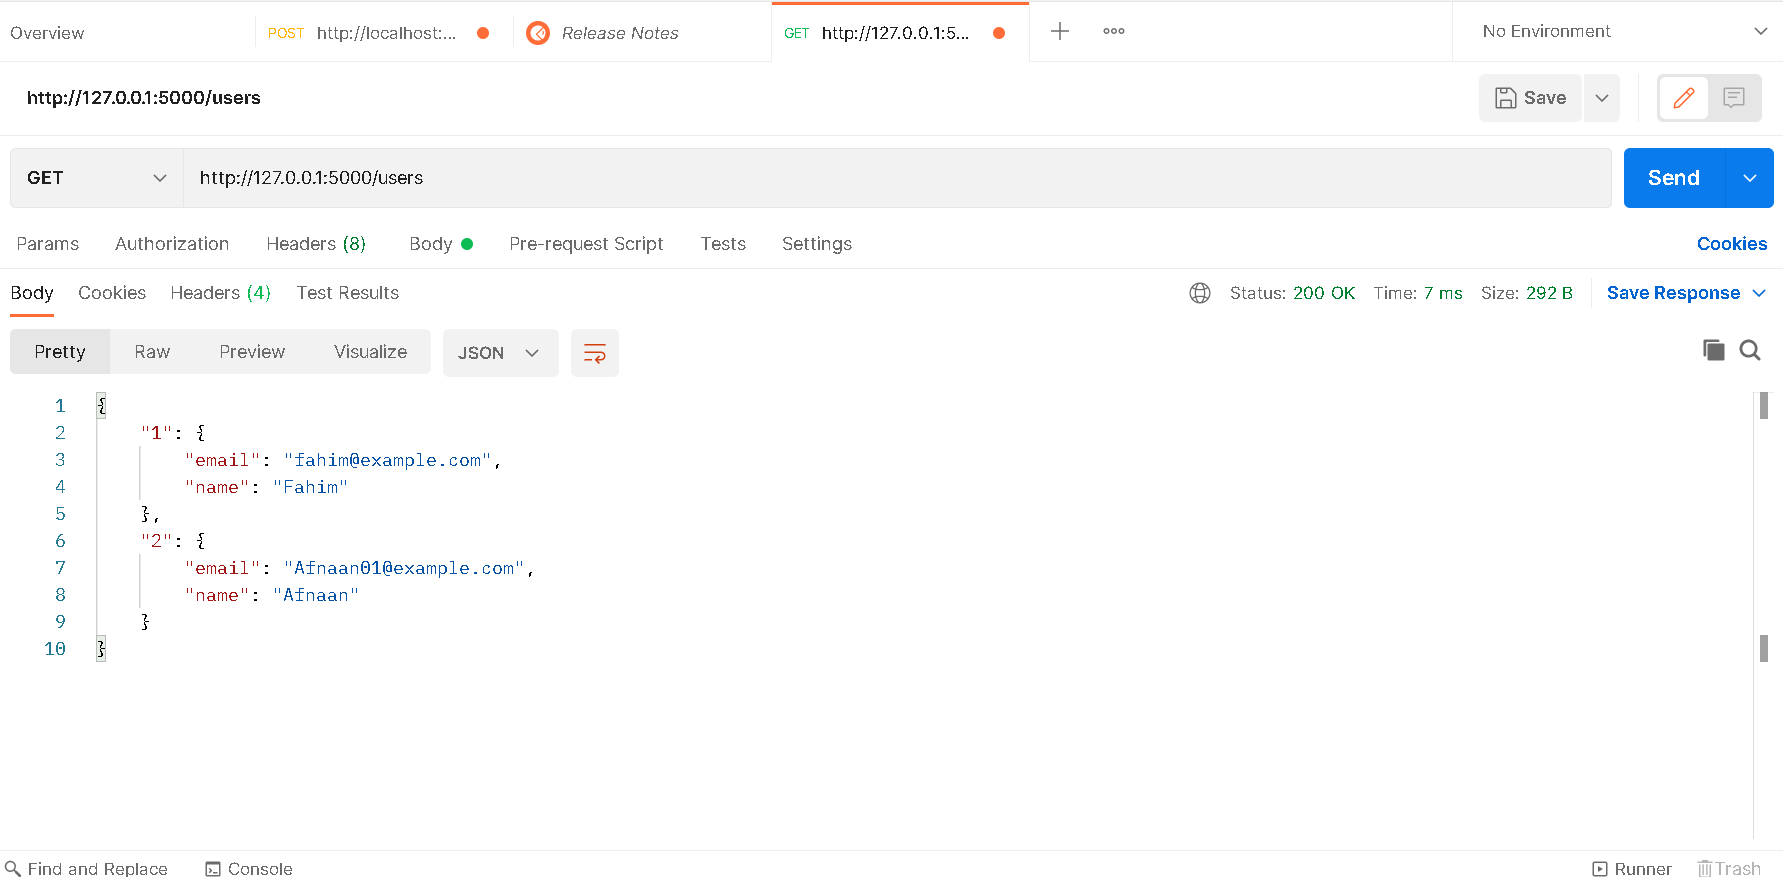 Overview POST http://localhost:... Release Notes GET http://127.0.0.1:5... No Environment
http://127.0.0.1:5000/users Save
GET http://127.0.0.1:5000/users Send
Params Authorization Headers (8) Body Pre-request Script Tests Settings Cookies
Body Cookies Headers (4) Test Results Status: 200 OK Time: 7 ms Size: 292 B Save Response
Pretty Raw Preview Visualize JSON
1 {
2 "1": {
3 "email": "fahim@example.com",
4 "name": "Fahim"
5 },
6 "2": {
7 "email": "Afnaan01@example.com",
8 "name": "Afnaan"
9 }
10 }
Find and Replace Console Runner Trash